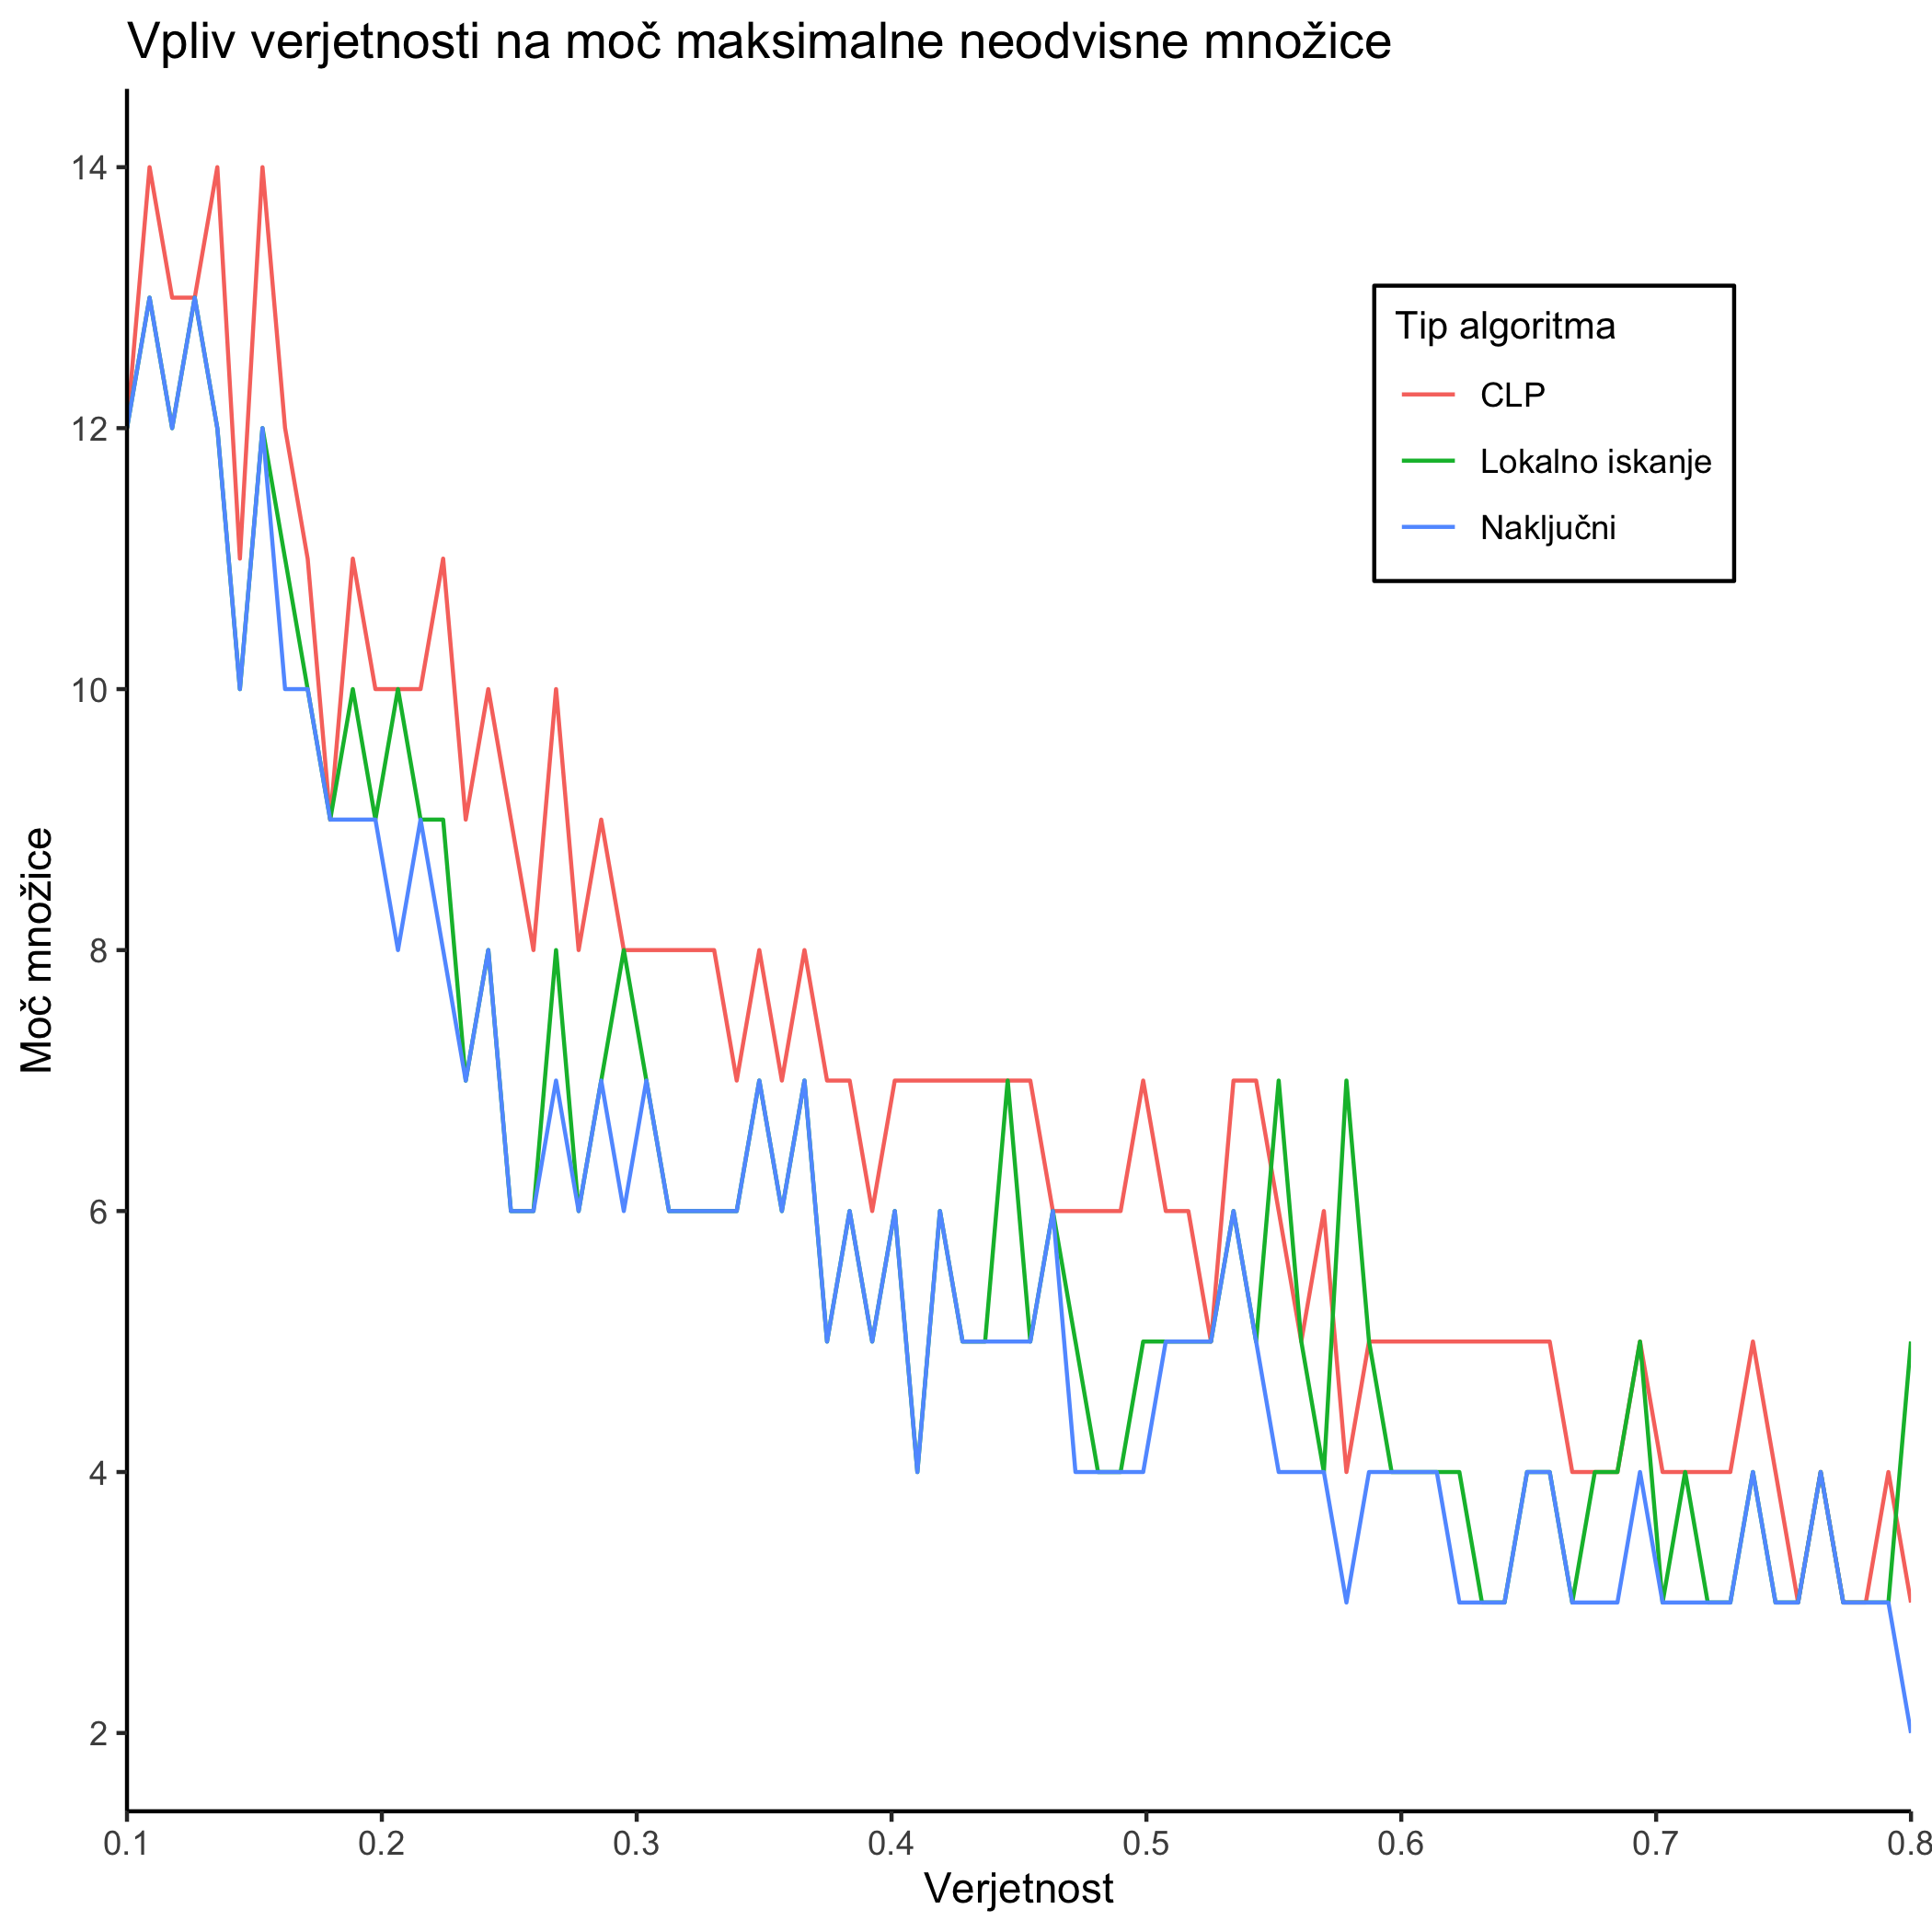 Vpliv verjetnosti na moč maksimalne neodvisne množice
14
12
10
8
6
4
2
Moč množice
Tip algoritma
CLP
Lokalno iskanje
Naključni
0.1 0.2 0.3 0.4 0.5 0.6 0.7 0.8
Verjetnost